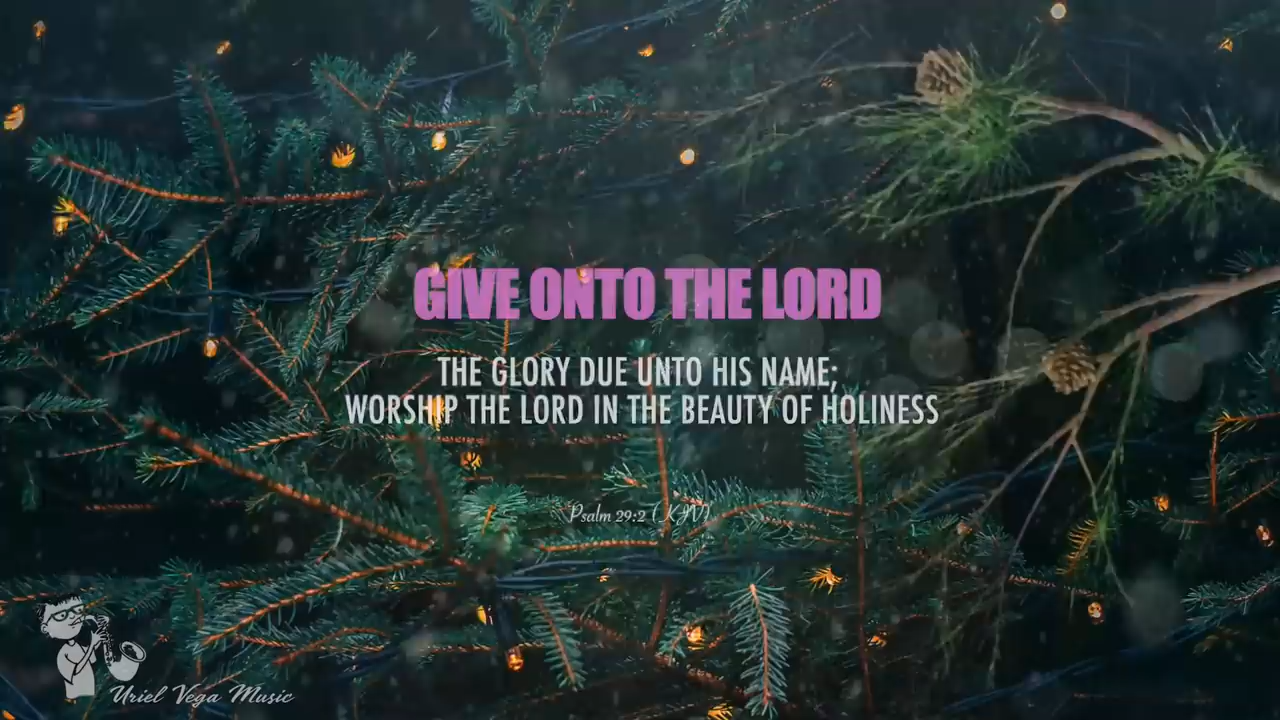 GIVE ONTO THE LORD
THE GLORY DUE UNTO HIS NAME;
WORSHIP THE LORD IN THE BEAUTY OF HOLINESS
Psalm 29:2 (KJV)
Uriel Vega Music